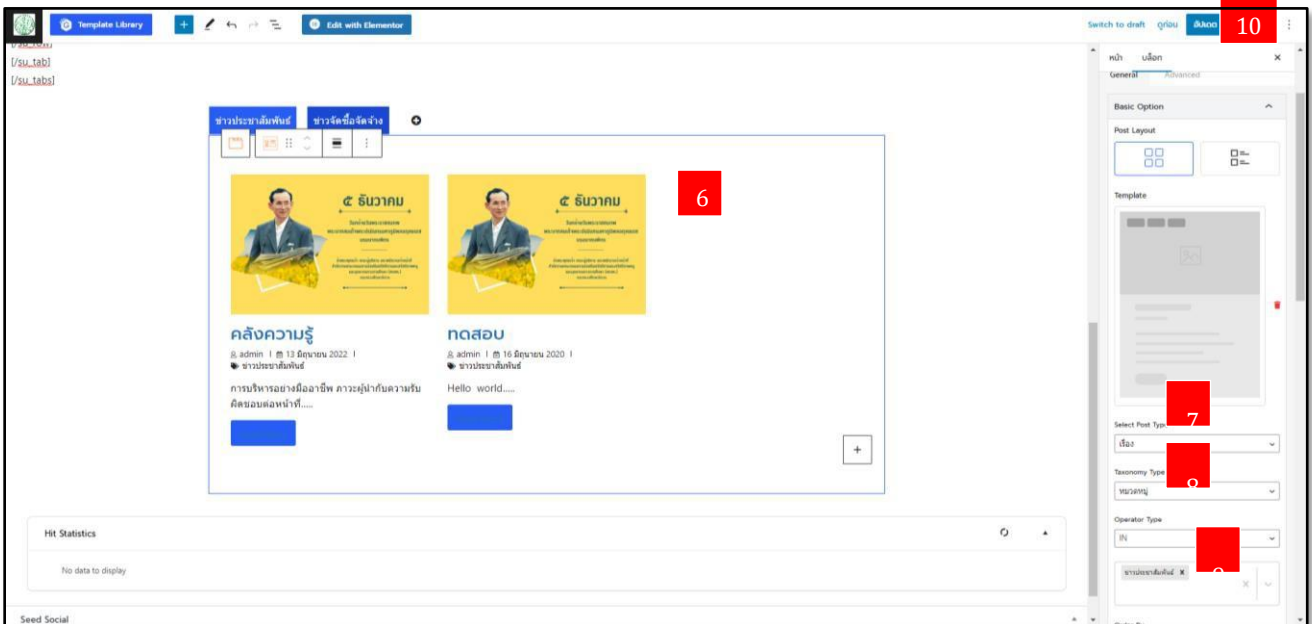 Template Library
Edit with Elementor
Switch to draft
ดูก่อน
อัปเดต
10
[/su_row]
[/su_tab]
[/su_tabs]
หน้า
บล็อก
General
Advanced
Basic Option
Post Layout
Template
ข่าวประชาสัมพันธ์
ข่าวจัดซื้อจัดจ้าง
6
๕ ธันวาคม
๕ ธันวาคม
คลังความรู้
admin | 13 มิถุนายน 2022 |
ข่าวประชาสัมพันธ์
การบริหารอย่างมืออาชีพ ภาวะผู้นำกับความรับ
ผิดชอบต่อหน้าที่.....
ทดสอบ
admin | 16 มิถุนายน 2020 |
ข่าวประชาสัมพันธ์
Hello world.....
7
Select Post Type
เรื่อง
8
Taxonomy Type
หมวดหมู่
Operator Type
IN
9
ข่าวประชาสัมพันธ์ x
Hit Statistics
No data to display
Seed Social